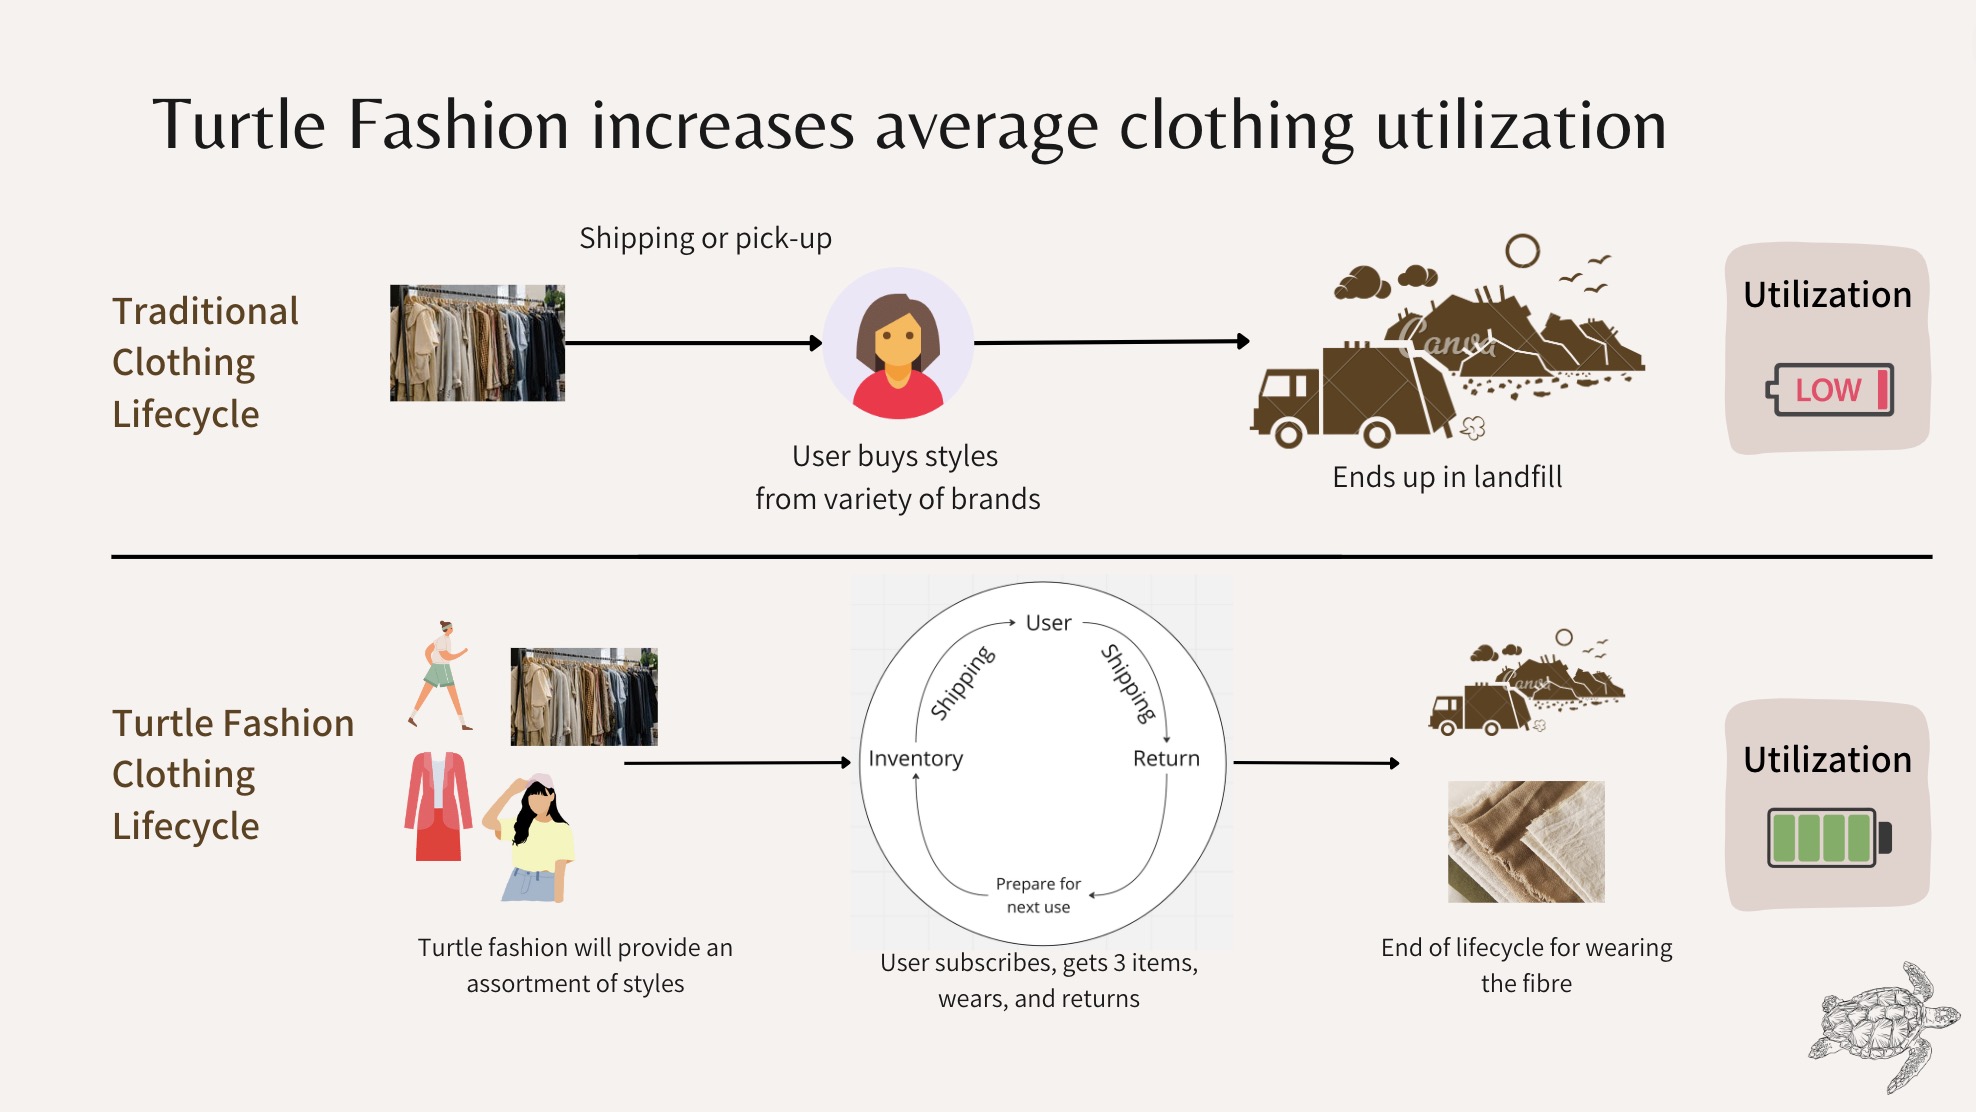 Turtle Fashion increases average clothing utilization
Shipping or pick-up
Traditional
Clothing
Lifecycle
User buys styles
from variety of brands
Canva
Ends up in landfill
Utilization
LOW
Turtle Fashion
Clothing
Lifecycle
Turtle fashion will provide an
assortment of styles
User
Shipping
Shipping
Inventory
Return
Prepare for
next use
User subscribes, gets 3 items,
wears, and returns
Canva
End of lifecycle for wearing
the fibre
Utilization